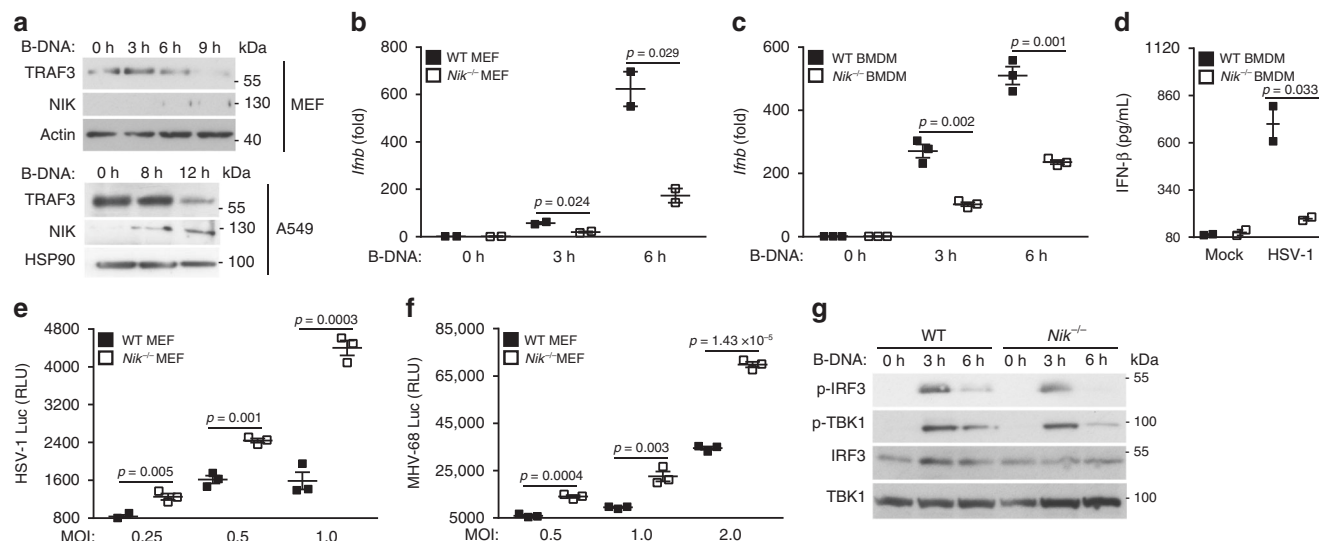 a
B-DNA: 0 h 3 h 6 h 9 h kDa
TRAF3
55
NIK
130
Actin
40
MEF
B-DNA: 0 h 8 h 12 h kDa
TRAF3
55
NIK
130
HSP90
100
A549
b
WT MEF
Nik–/– MEF
Ifnb (fold)
800
600
400
200
0
p = 0.024
p = 0.029
B-DNA: 0 h 3 h 6 h
c
WT BMDM
Nik–/– BMDM
Ifnb (fold)
600
400
200
0
p = 0.002
p = 0.001
B-DNA: 0 h 3 h 6 h
d
WT BMDM
Nik–/– BMDM
IFN-β (pg/mL)
1120
860
600
340
80
p = 0.033
Mock HSV-1
e
WT MEF
Nik–/– MEF
HSV-1 Luc (RLU)
4800
4000
3200
2400
1600
800
p = 0.005
p = 0.001
p = 0.0003
MOI: 0.25 0.5 1.0
f
WT MEF
Nik–/– MEF
MHV-68 Luc (RLU)
85,000
65,000
45,000
25,000
5000
p = 0.0004
p = 0.003
p = 1.43 ×10–5
MOI: 0.5 1.0 2.0
g
WT Nik–/–
B-DNA: 0 h 3 h 6 h 0 h 3 h 6 h kDa
p-IRF3
55
p-TBK1
100
IRF3
55
TBK1
100